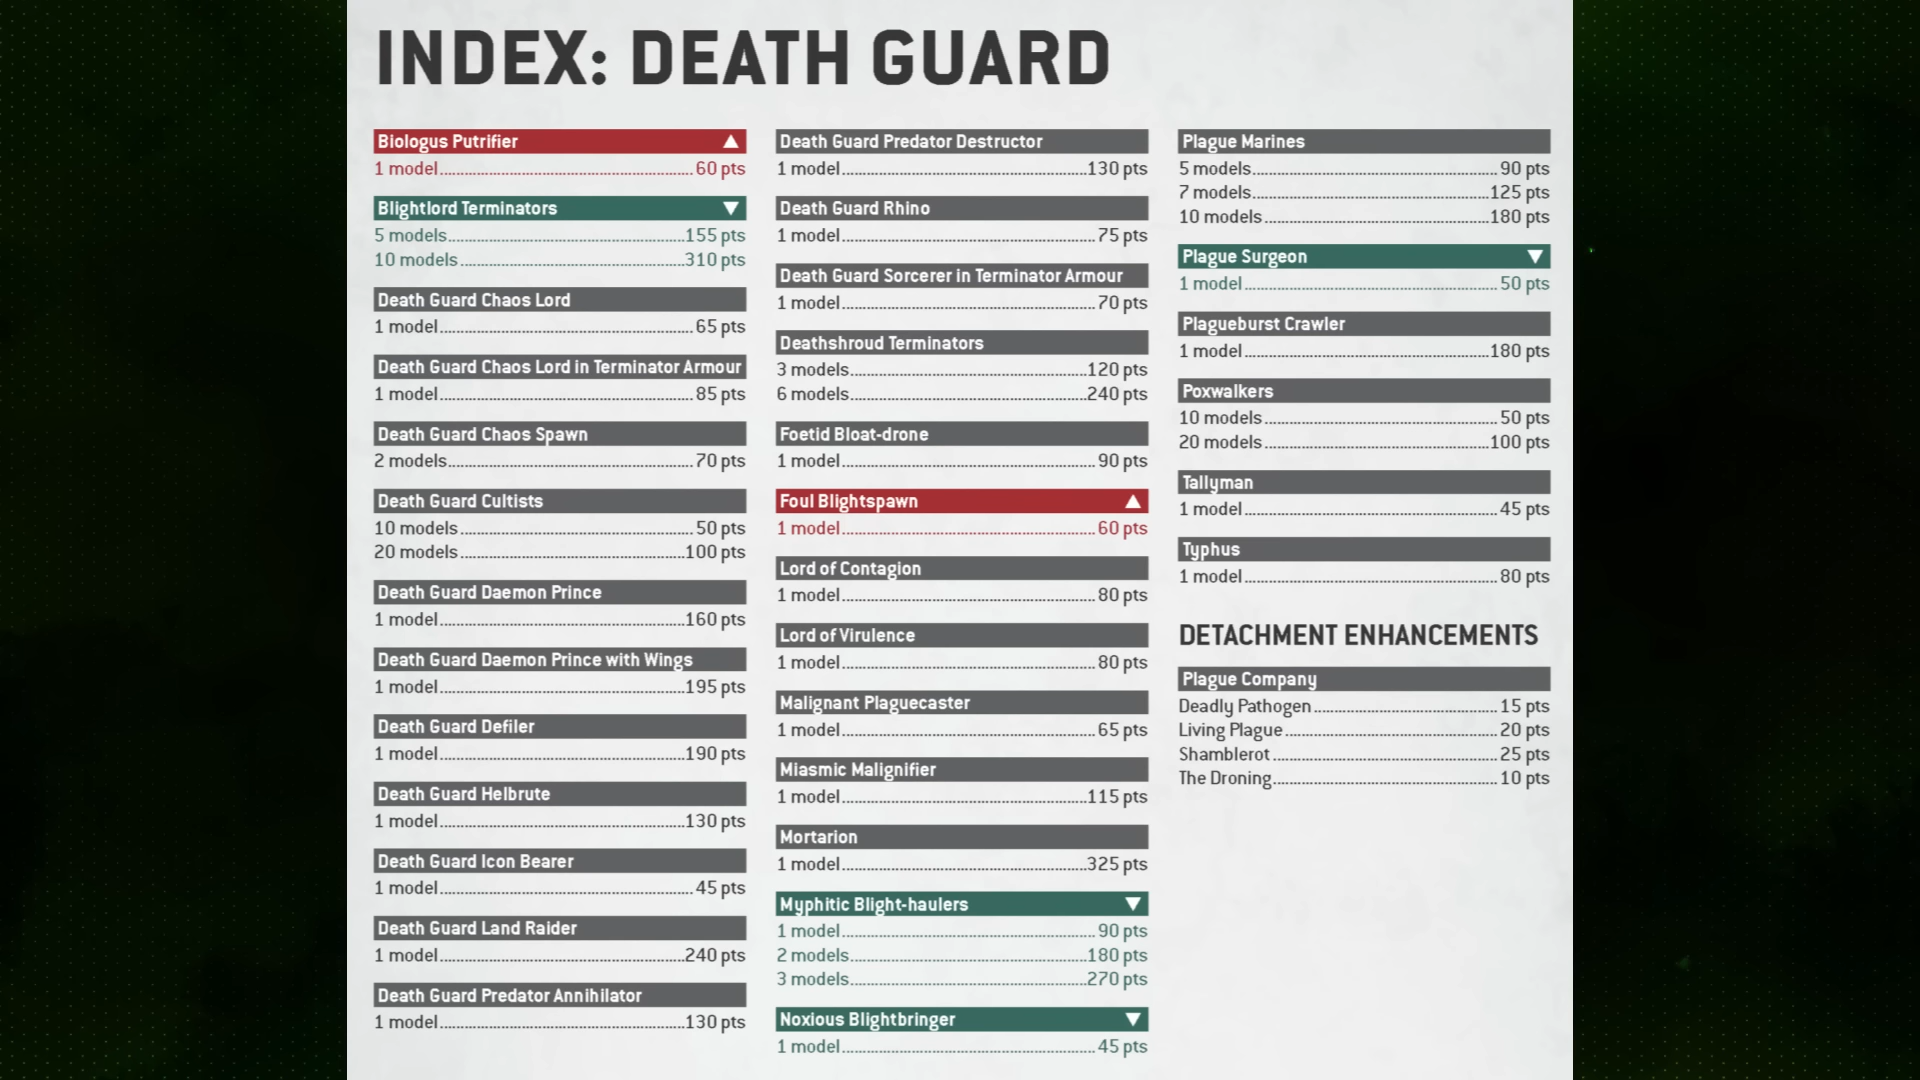 INDEX: DEATH GUARD
Biologus Putrifier ▲
1 model 60 pts
Blightlord Terminators ▼
5 models 155 pts
10 models 310 pts
Death Guard Chaos Lord
1 model 65 pts
Death Guard Chaos Lord in Terminator Armour
1 model 85 pts
Death Guard Chaos Spawn
2 models 70 pts
Death Guard Cultists
10 models 50 pts
20 models 100 pts
Death Guard Daemon Prince
1 model 160 pts
Death Guard Daemon Prince with Wings
1 model 195 pts
Death Guard Defiler
1 model 190 pts
Death Guard Helbrute
1 model 130 pts
Death Guard Icon Bearer
1 model 45 pts
Death Guard Land Raider
1 model 240 pts
Death Guard Predator Annihilator
1 model 130 pts
Death Guard Predator Destructor
1 model 130 pts
Death Guard Rhino
1 model 75 pts
Death Guard Sorcerer in Terminator Armour
1 model 70 pts
Deathshroud Terminators
3 models 120 pts
6 models 240 pts
Foetid Bloat-drone
1 model 90 pts
Foul Blightspawn ▲
1 model 60 pts
Lord of Contagion
1 model 80 pts
Lord of Virulence
1 model 80 pts
Malignant Plaguecaster
1 model 65 pts
Miasmic Malignifier
1 model 115 pts
Mortarion
1 model 325 pts
Myphitic Blight-haulers ▼
1 model 90 pts
2 models 180 pts
3 models 270 pts
Noxious Blightbringer ▼
1 model 45 pts
Plague Marines
5 models 90 pts
7 models 125 pts
10 models 180 pts
Plague Surgeon ▼
1 model 50 pts
Plagueburst Crawler
1 model 180 pts
Poxwalkers
10 models 50 pts
20 models 100 pts
Tallyman
1 model 45 pts
Typhus
1 model 80 pts
DETACHMENT ENHANCEMENTS
Plague Company
Deadly Pathogen 15 pts
Living Plague 20 pts
Shamblerot 25 pts
The Droning 10 pts